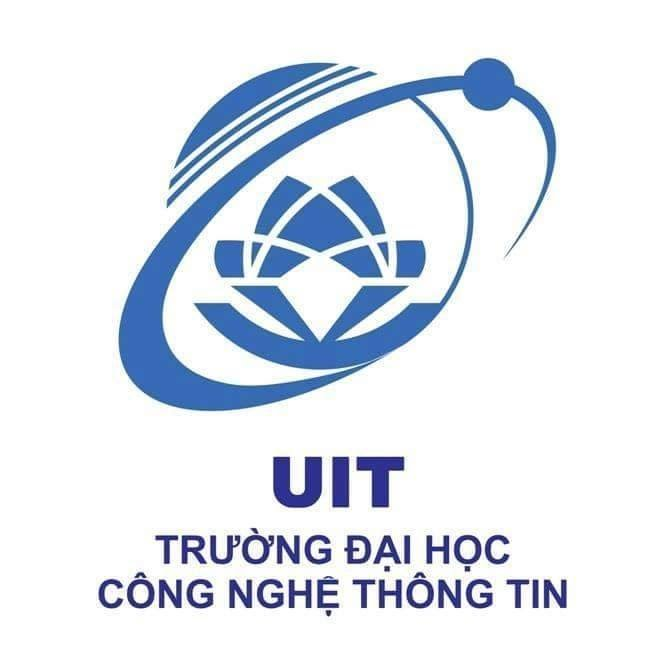 UIT
TRƯỜNG ĐẠI HỌC
CÔNG NGHỆ THÔNG TIN